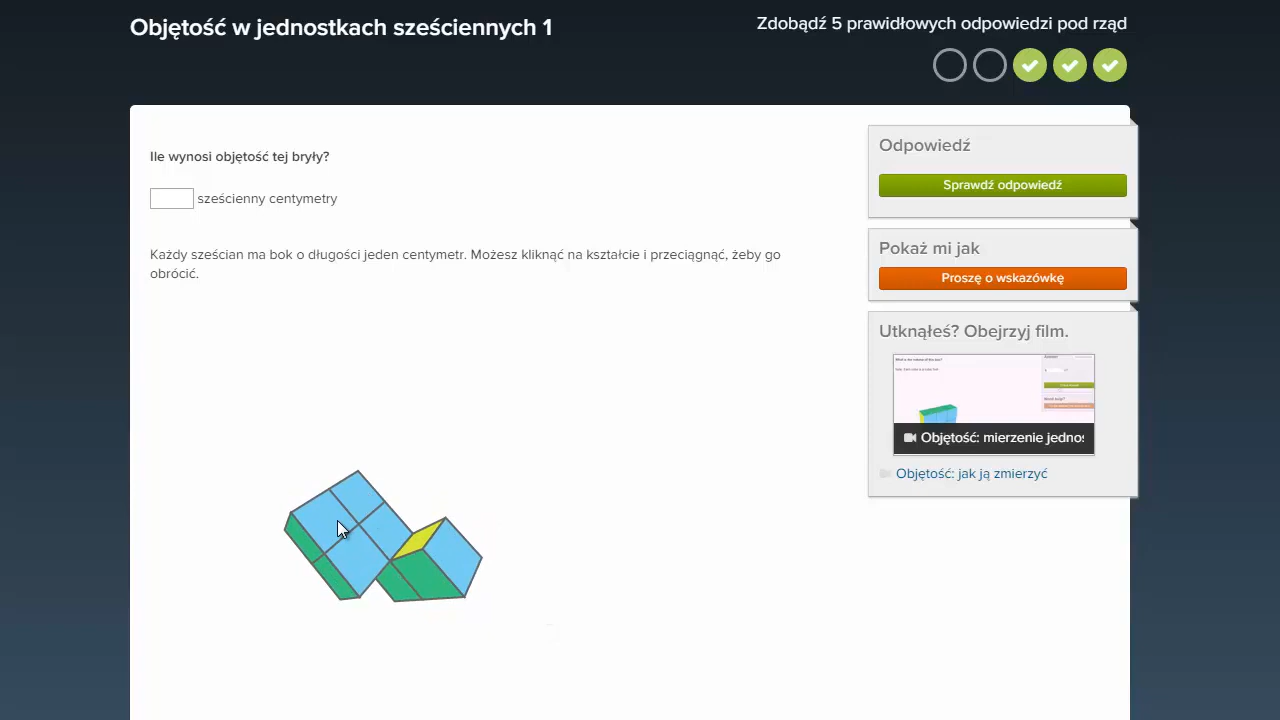 Objętość w jednostkach sześciennych 1
Zdobądź 5 prawidłowych odpowiedzi pod rząd
Ile wynosi objętość tej bryły?
sześcienny centymetry
Każdy sześcian ma bok o długości jeden centymetr. Możesz kliknąć na kształcie i przeciągnąć, żeby go
obrócić.
Odpowiedź
Sprawdź odpowiedź
Pokaż mi jak
Proszę o wskazówkę
Utknąłeś? Obejrzyj film.
Objętość: mierzenie jednos
Objętość: jak ją zmierzyć